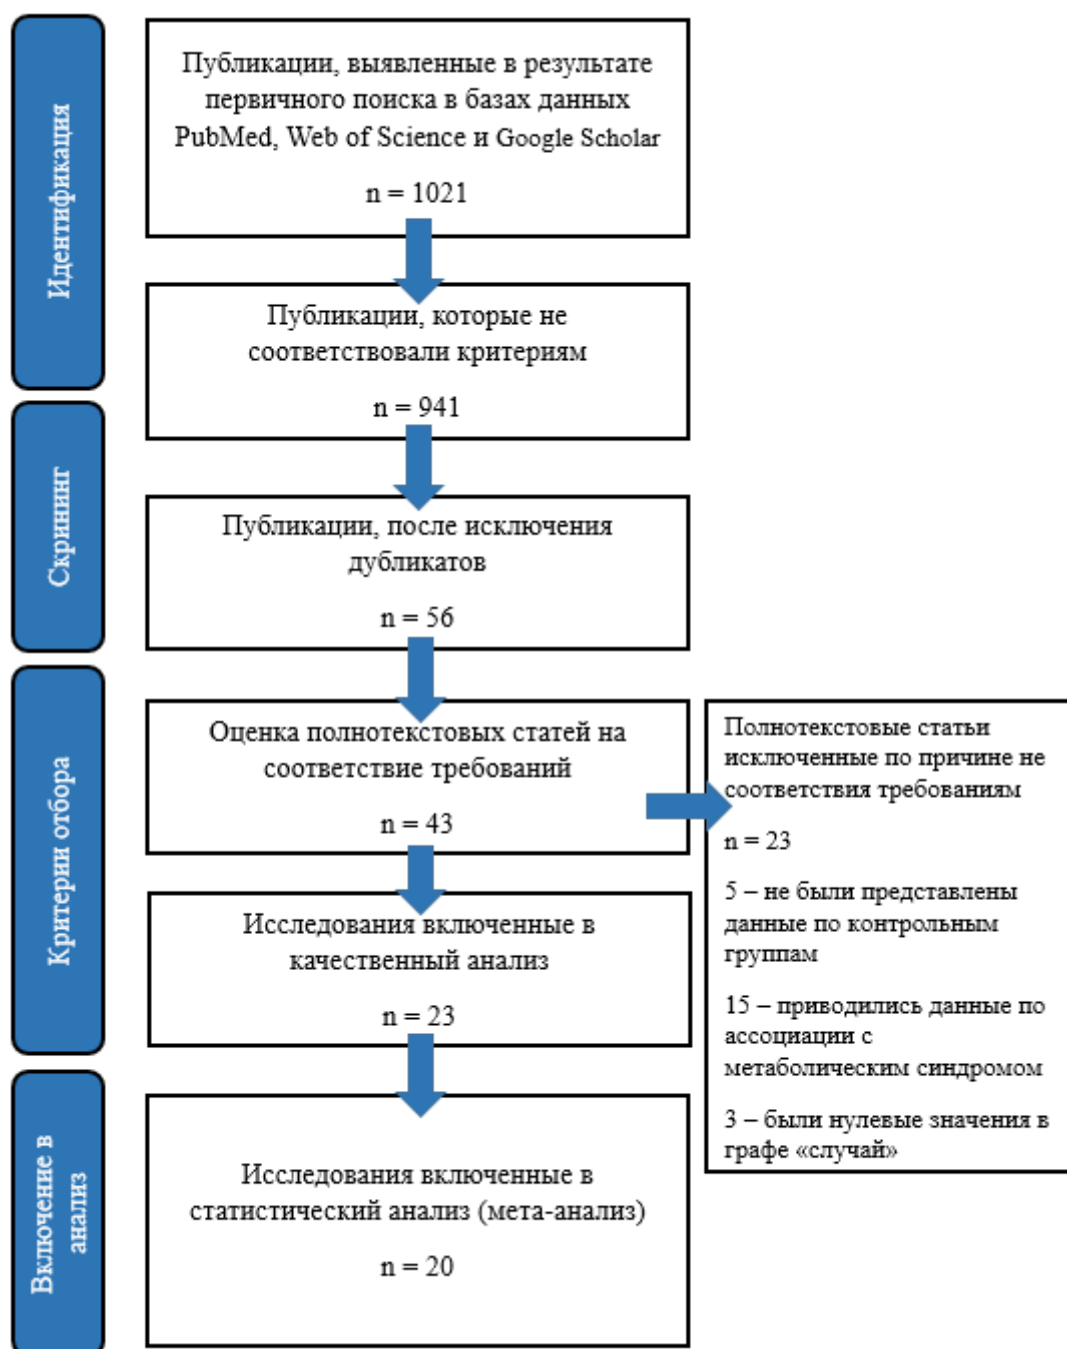 Идентификация
Публикации, выявленные в результате
первичного поиска в базах данных
PubMed, Web of Science и Google Scholar
n = 1021
Публикации, которые не
соответствовали критериям
n = 941
Скрининг
Публикации, после исключения
дубликатов
n = 56
Критерии отбора
Оценка полнотекстовых статей на
соответствие требований
n = 43
Полнотекстовые статьи
исключенные по причине не
соответствия требованиям
n = 23
5 – не были представлены
данные по контрольным
группам
15 – приводились данные по
ассоциации с
метаболическим синдромом
3 – были нулевые значения в
графе «случай»
Исследования включенные в
качественный анализ
n = 23
Включение в
анализ
Исследования включенные в
статистический анализ (мета-анализ)
n = 20